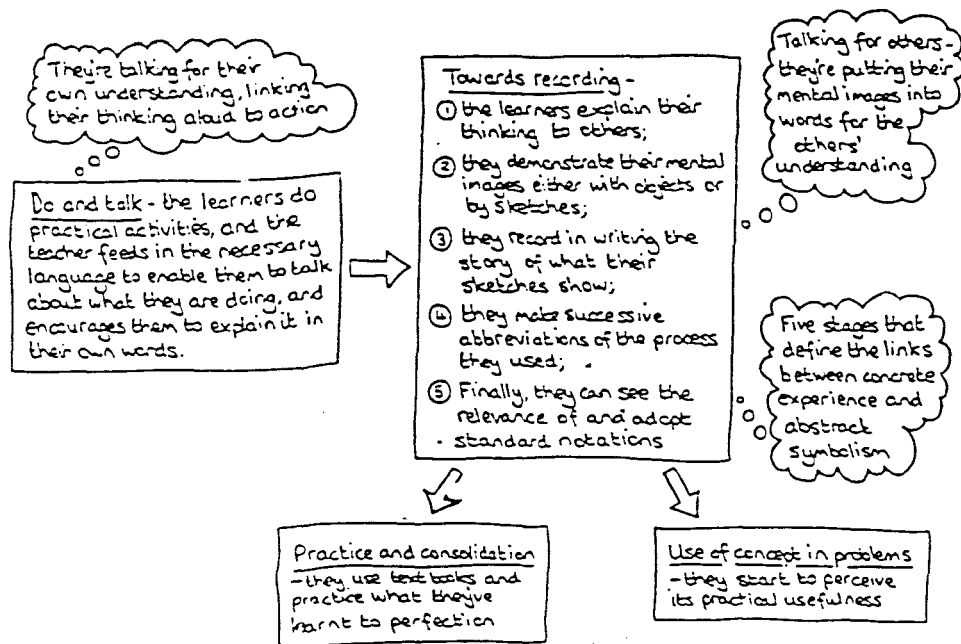 They're talking for their
own understanding, linking
their thinking aloud to action
Do and talk - the learners do
practical activities, and the
teacher feeds in the necessary
language to enable them to talk
about what they are doing, and
encourages them to explain it in
their own words.
Towards recording -
① the learners explain their
thinking to others;
② they demonstrate their mental
images either with objects or
by sketches;
③ they record in writing the
story of what their
sketches show;
④ they make successive
abbreviations of the process
they used;
⑤ Finally, they can see the
relevance of and adopt
standard notations
Talking for others -
they're putting their
mental images into
words for the
others'
understanding
Five stages that
define the links
between concrete
experience and
abstract
symbolism
Practice and consolidation
- they use textbooks and
practice what they've
learnt to perfection
Use of concept in problems
- they start to perceive
its practical usefulness